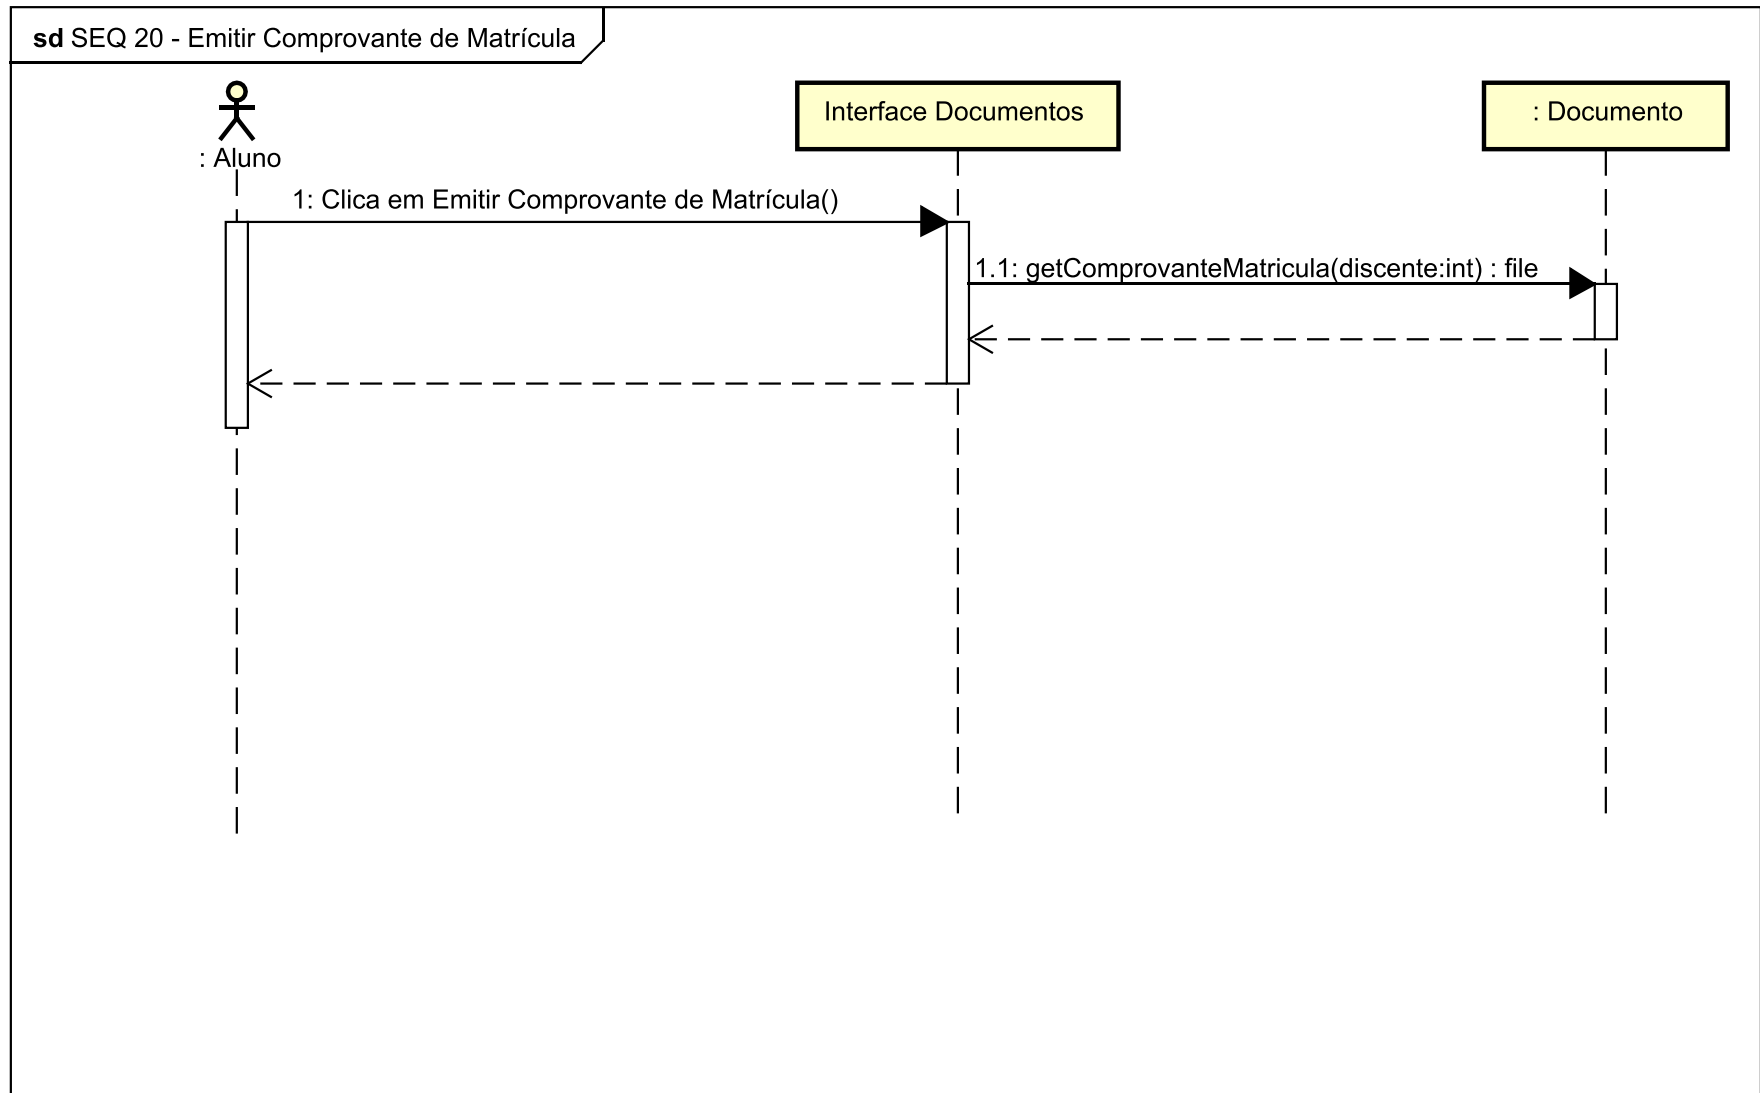 sd SEQ 20 - Emitir Comprovante de Matrícula
: Aluno
Interface Documentos
: Documento
1: Clica em Emitir Comprovante de Matrícula()
1.1: getComprovanteMatricula(discente:int) : file